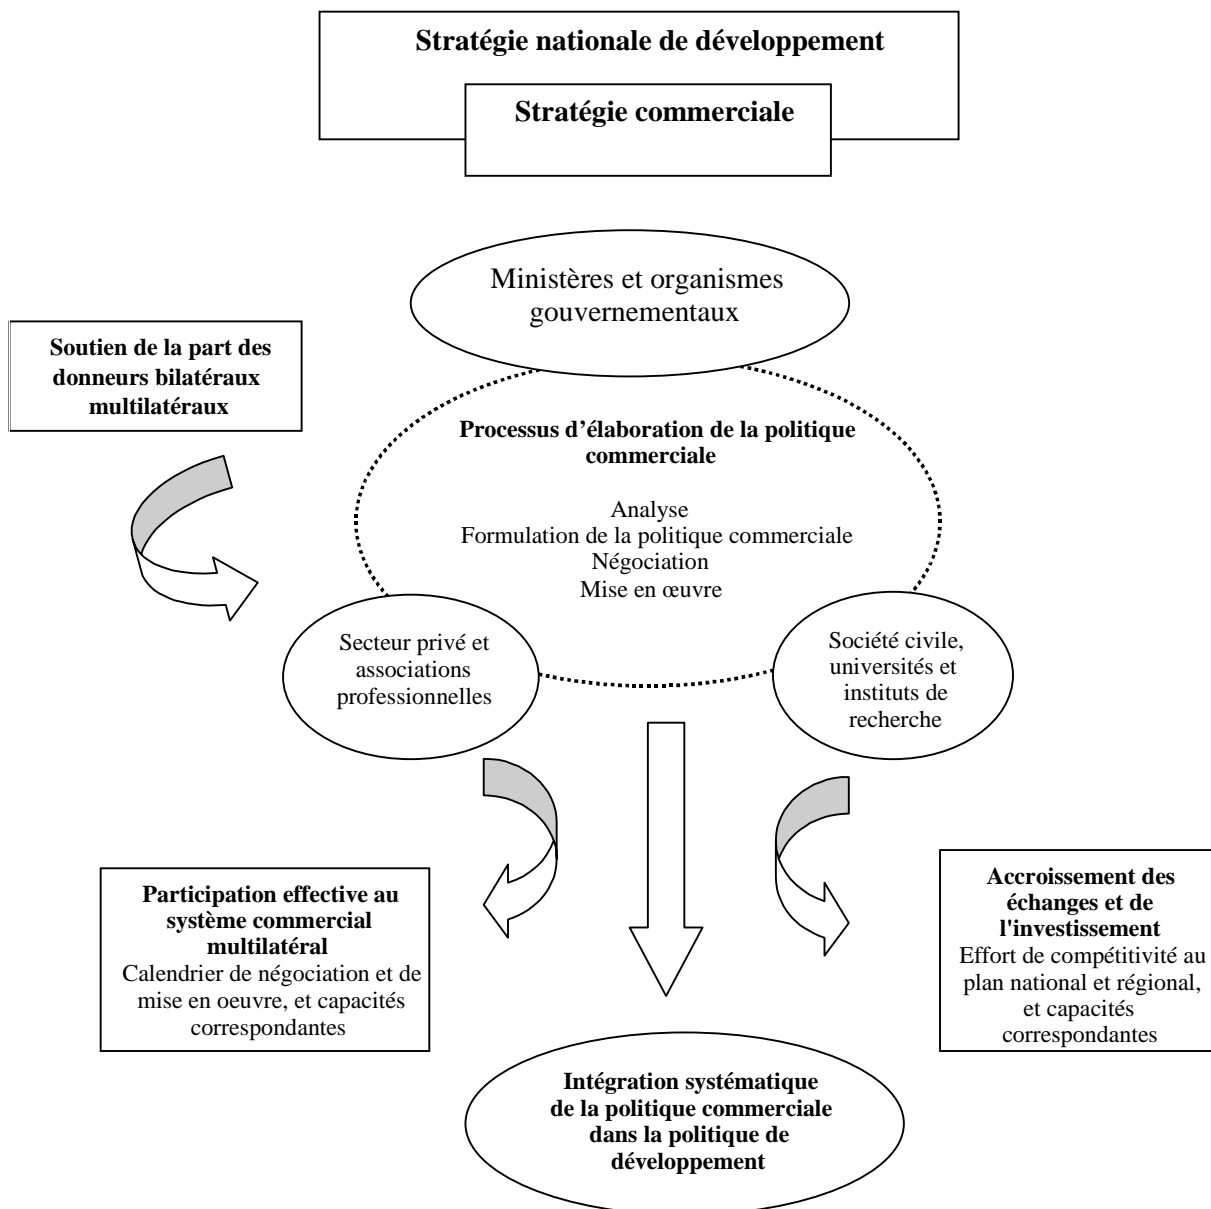 Stratégie nationale de développement
Stratégie commerciale
Ministères et organismes
gouvernementaux
Soutien de la part des
donneurs bilatéraux
multilatéraux
Processus d’élaboration de la politique
commerciale
Analyse
Formulation de la politique commerciale
Négociation
Mise en œuvre
Secteur privé et
associations
professionnelles
Société civile,
universités et
instituts de
recherche
Participation effective au
système commercial
multilatéral
Calendrier de négociation et de
mise en oeuvre, et capacités
correspondantes
Accroissement des
échanges et de
l'investissement
Effort de compétitivité au
plan national et régional,
et capacités
correspondantes
Intégration systématique
de la politique commerciale
dans la politique de
développement